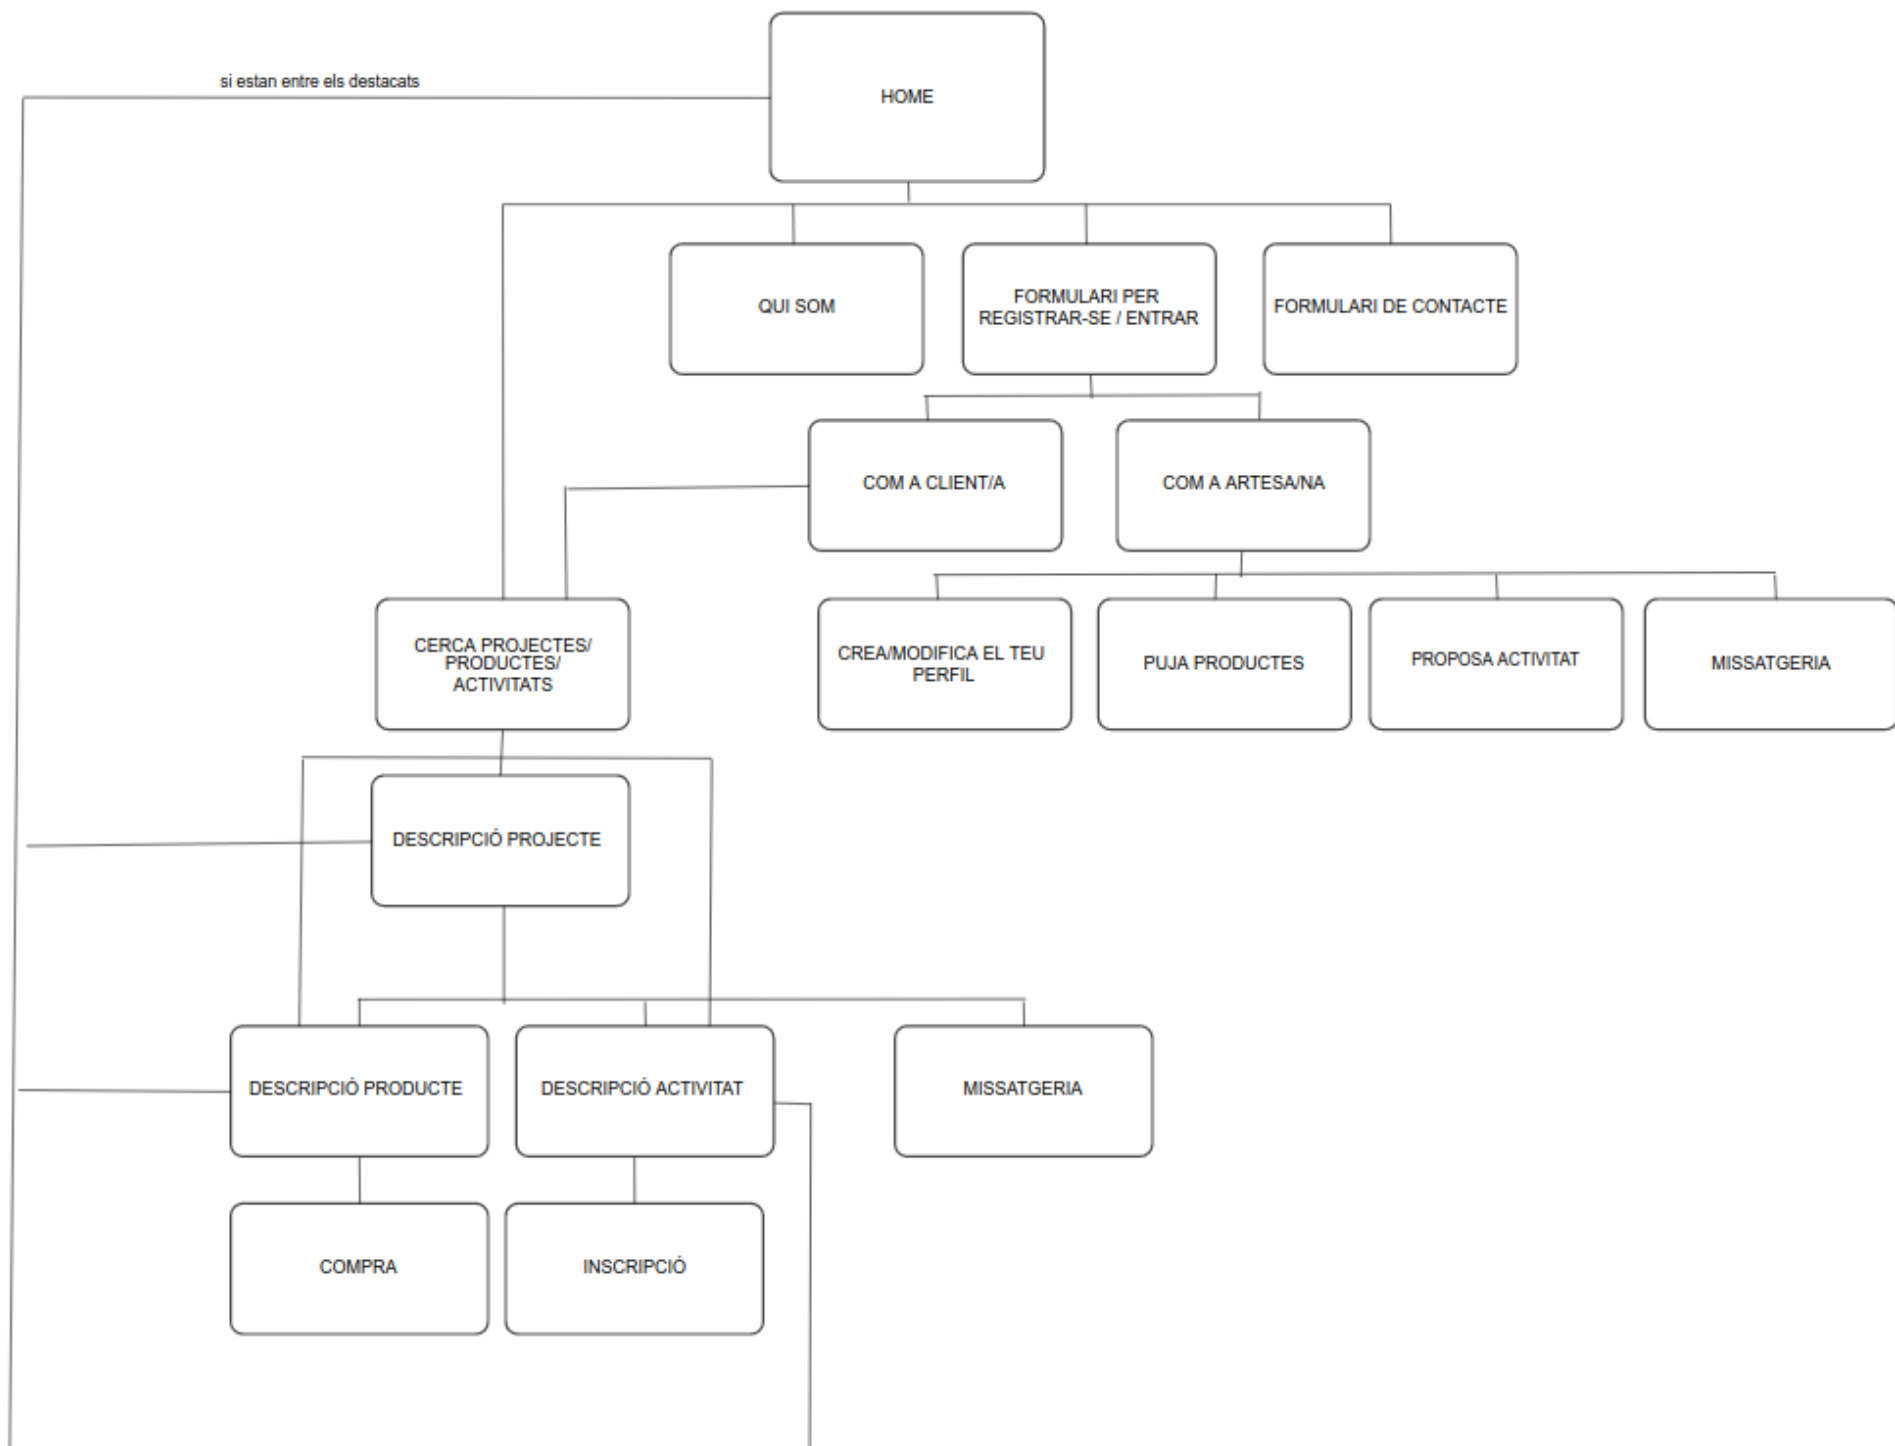 si estan entre els destacats
HOME
QUI SOM
FORMULARI PER
REGISTRAR-SE / ENTRAR
FORMULARI DE CONTACTE
COM A CLIENT/A
COM A ARTESA/NA
CERCA PROJECTES/
PRODUCTES/
ACTIVITATS
CREA/MODIFICA EL TEU
PERFIL
PUJA PRODUCTES
PROPOSA ACTIVITAT
MISSATGERIA
DESCRIPCIÓ PROJECTE
DESCRIPCIÓ PRODUCTE
DESCRIPCIÓ ACTIVITAT
MISSATGERIA
COMPRA
INSCRIPCIÓ